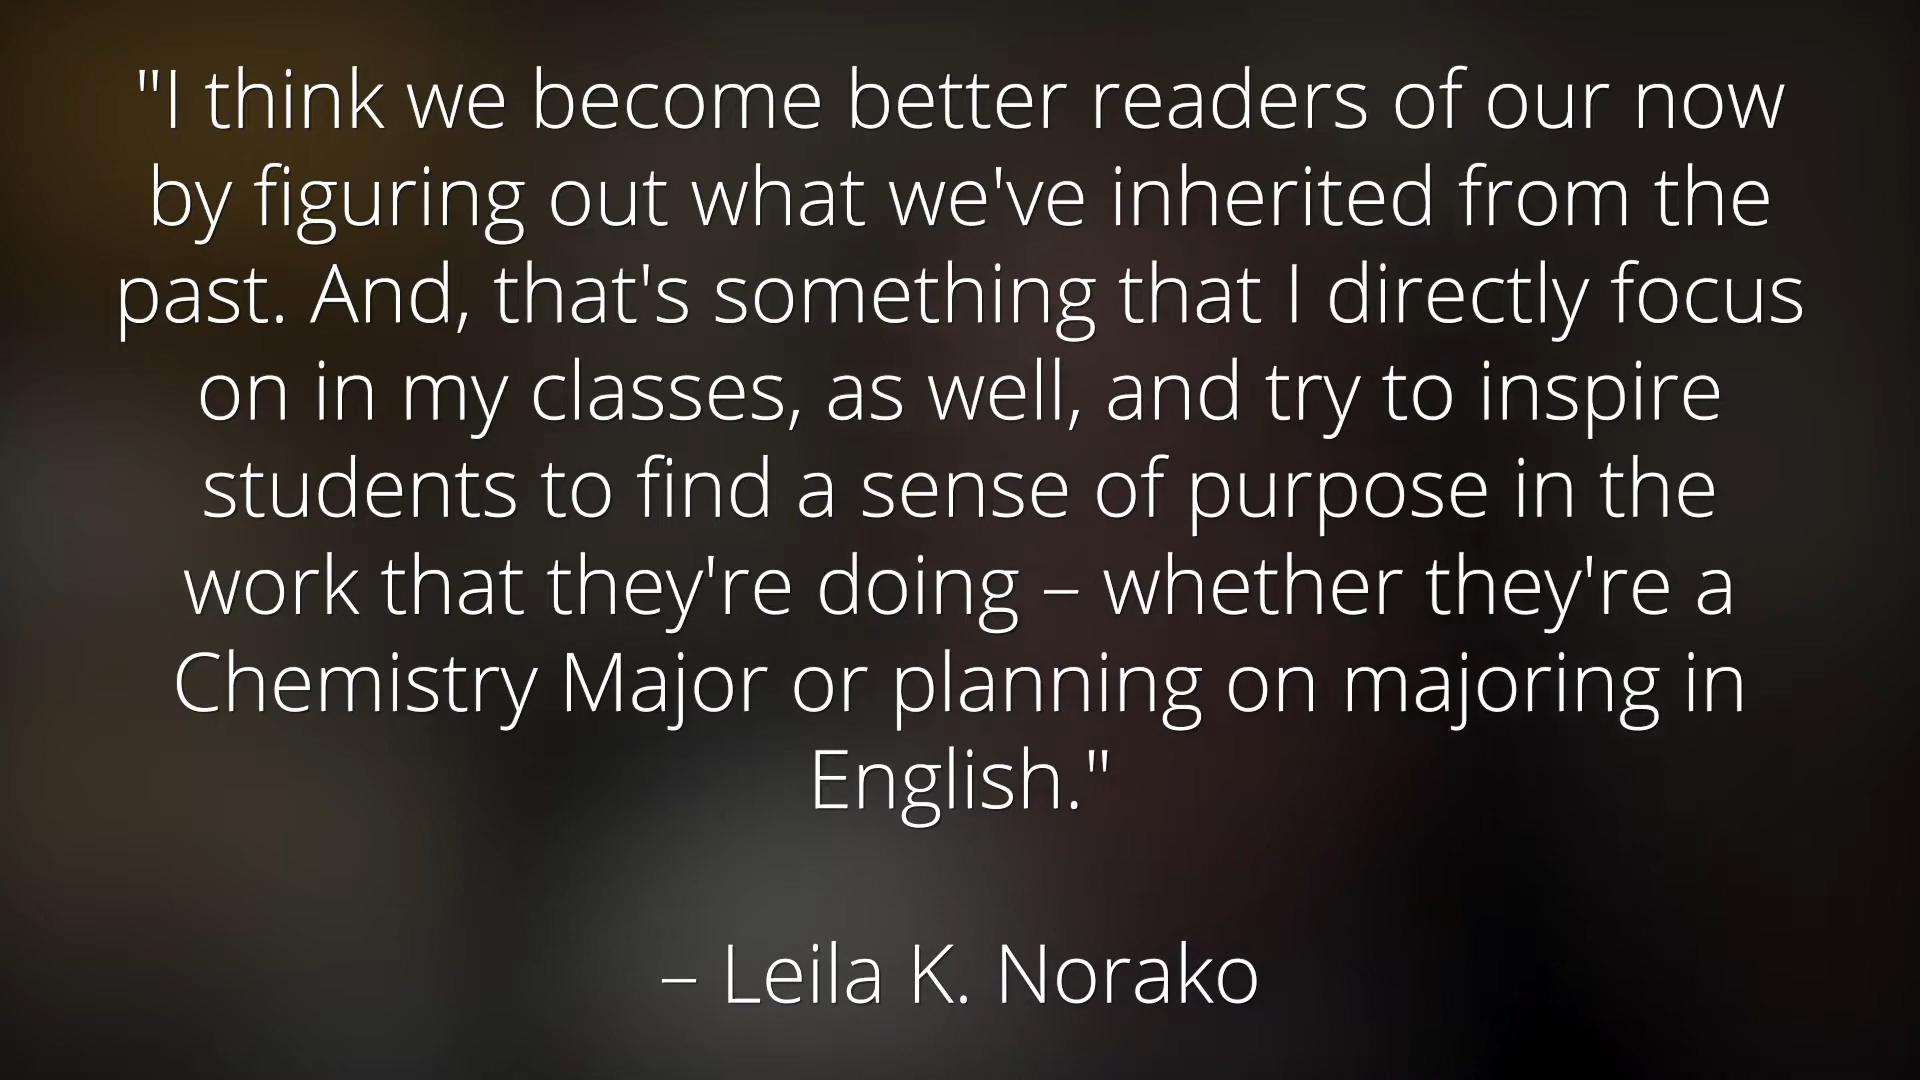 "I think we become better readers of our now
by figuring out what we've inherited from the
past. And, that's something that I directly focus
on in my classes, as well, and try to inspire
students to find a sense of purpose in the
work that they're doing – whether they're a
Chemistry Major or planning on majoring in
English."
– Leila K. Norako